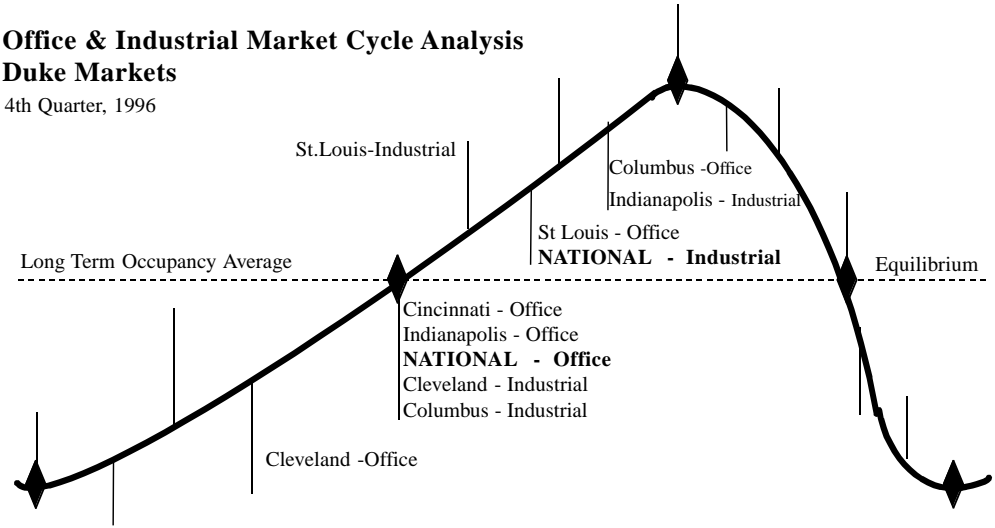 Office & Industrial Market Cycle Analysis
Duke Markets
4th Quarter, 1996
St.Louis-Industrial
Columbus -Office
Indianapolis - Industrial
St Louis - Office
NATIONAL - Industrial
Long Term Occupancy Average
Equilibrium
Cincinnati - Office
Indianapolis - Office
NATIONAL - Office
Cleveland - Industrial
Columbus - Industrial
Cleveland -Office